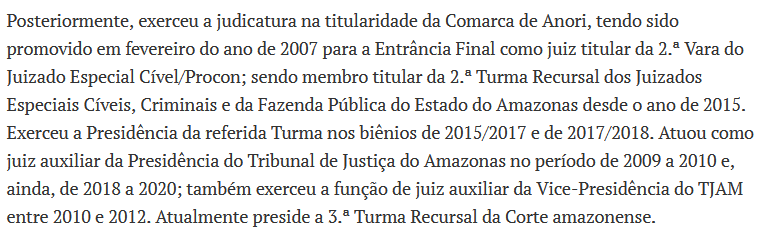 Posteriormente, exerceu a judicatura na titularidade da Comarca de Anori, tendo sido
promovido em fevereiro do ano de 2007 para a Entrância Final como juiz titular da 2.ª Vara do
Juizado Especial Cível/Procon; sendo membro titular da 2.ª Turma Recursal dos Juizados
Especiais Cíveis, Criminais e da Fazenda Pública do Estado do Amazonas desde o ano de 2015.
Exerceu a Presidência da referida Turma nos biênios de 2015/2017 e de 2017/2018. Atuou como
juiz auxiliar da Presidência do Tribunal de Justiça do Amazonas no período de 2009 a 2010 e,
ainda, de 2018 a 2020; também exerceu a função de juiz auxiliar da Vice-Presidência do TJAM
entre 2010 e 2012. Atualmente preside a 3.ª Turma Recursal da Corte amazonense.